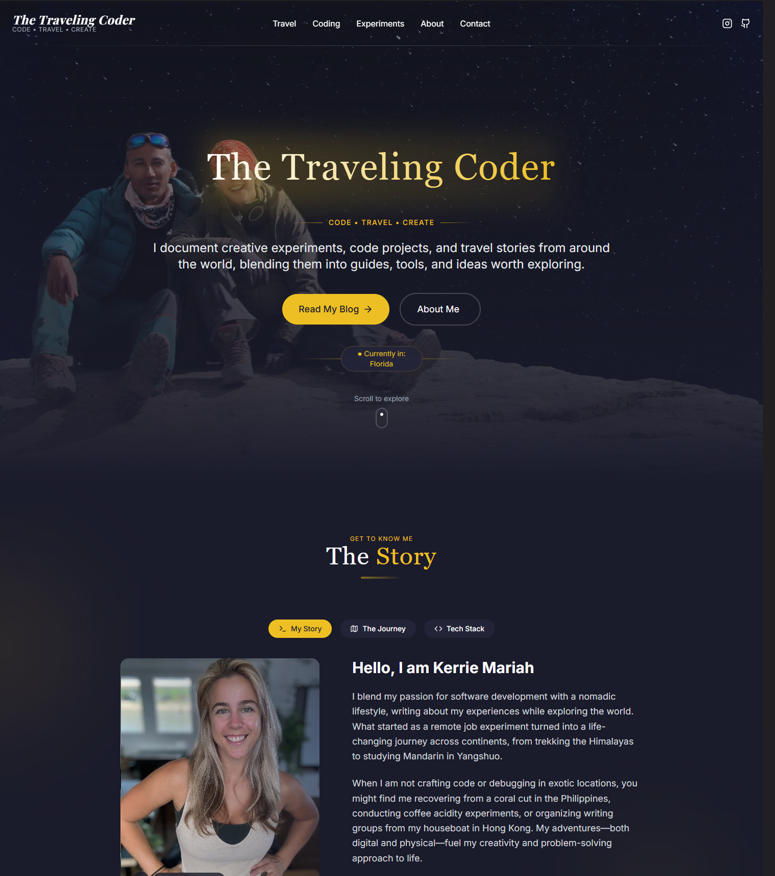 The Traveling Coder
CODE • TRAVEL • CREATE
Travel Coding Experiments About Contact
The Traveling Coder
CODE • TRAVEL • CREATE
I document creative experiments, code projects, and travel stories from around
the world, blending them into guides, tools, and ideas worth exploring.
Read My Blog → About Me
Currently in:
Florida
Scroll to explore
GET TO KNOW ME
The Story
My Story The Journey Tech Stack
Hello, I am Kerrie Mariah
I blend my passion for software development with a nomadic
lifestyle, writing about my experiences while exploring the world.
What started as a remote job experiment turned into a life-
changing journey across continents, from trekking the Himalayas
to studying Mandarin in Yangshuo.
When I am not crafting code or debugging in exotic locations, you
might find me recovering from a coral cut in the Philippines,
conducting coffee acidity experiments, or organizing writing
groups from my houseboat in Hong Kong. My adventures—both
digital and physical—fuel my creativity and problem-solving
approach to life.